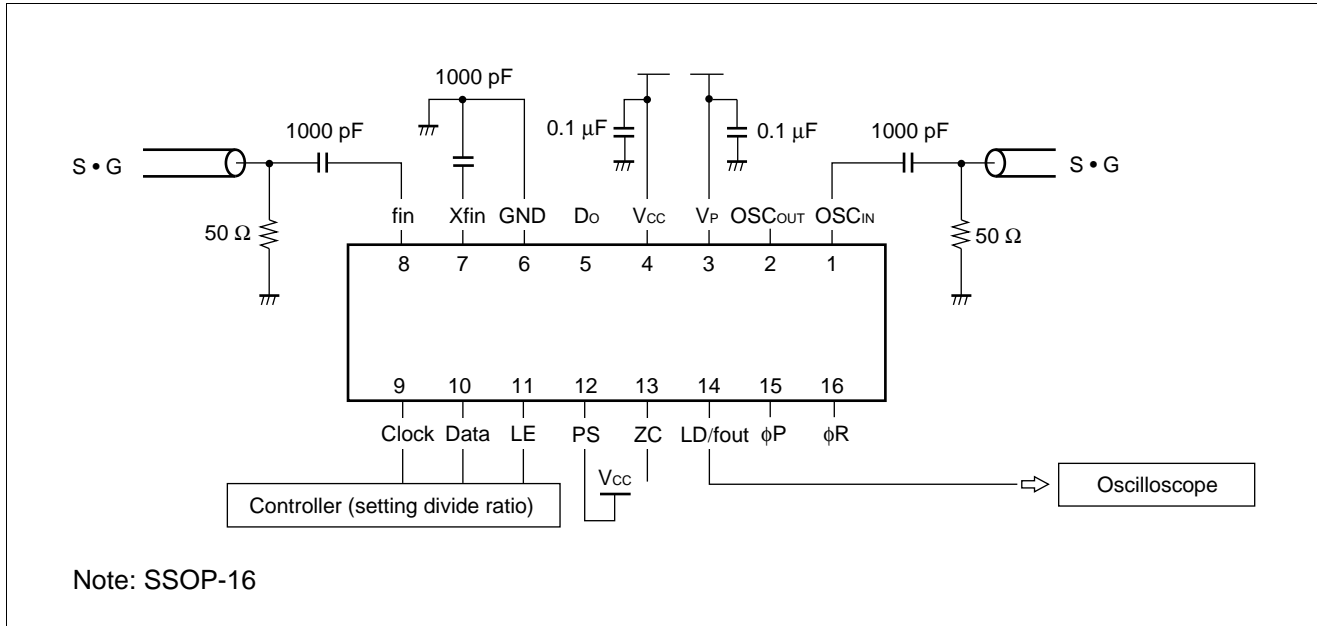 1000 pF
1000 pF
0.1 μF
0.1 μF
1000 pF
S • G
S • G
50 Ω
50 Ω
fin Xfin GND DO VCC VP OSCOUT OSCIN
8 7 6 5 4 3 2 1
9 10 11 12 13 14 15 16
Clock Data LE PS ZC LD/fout ϕP ϕR
VCC
Controller (setting divide ratio)
Oscilloscope
Note: SSOP-16